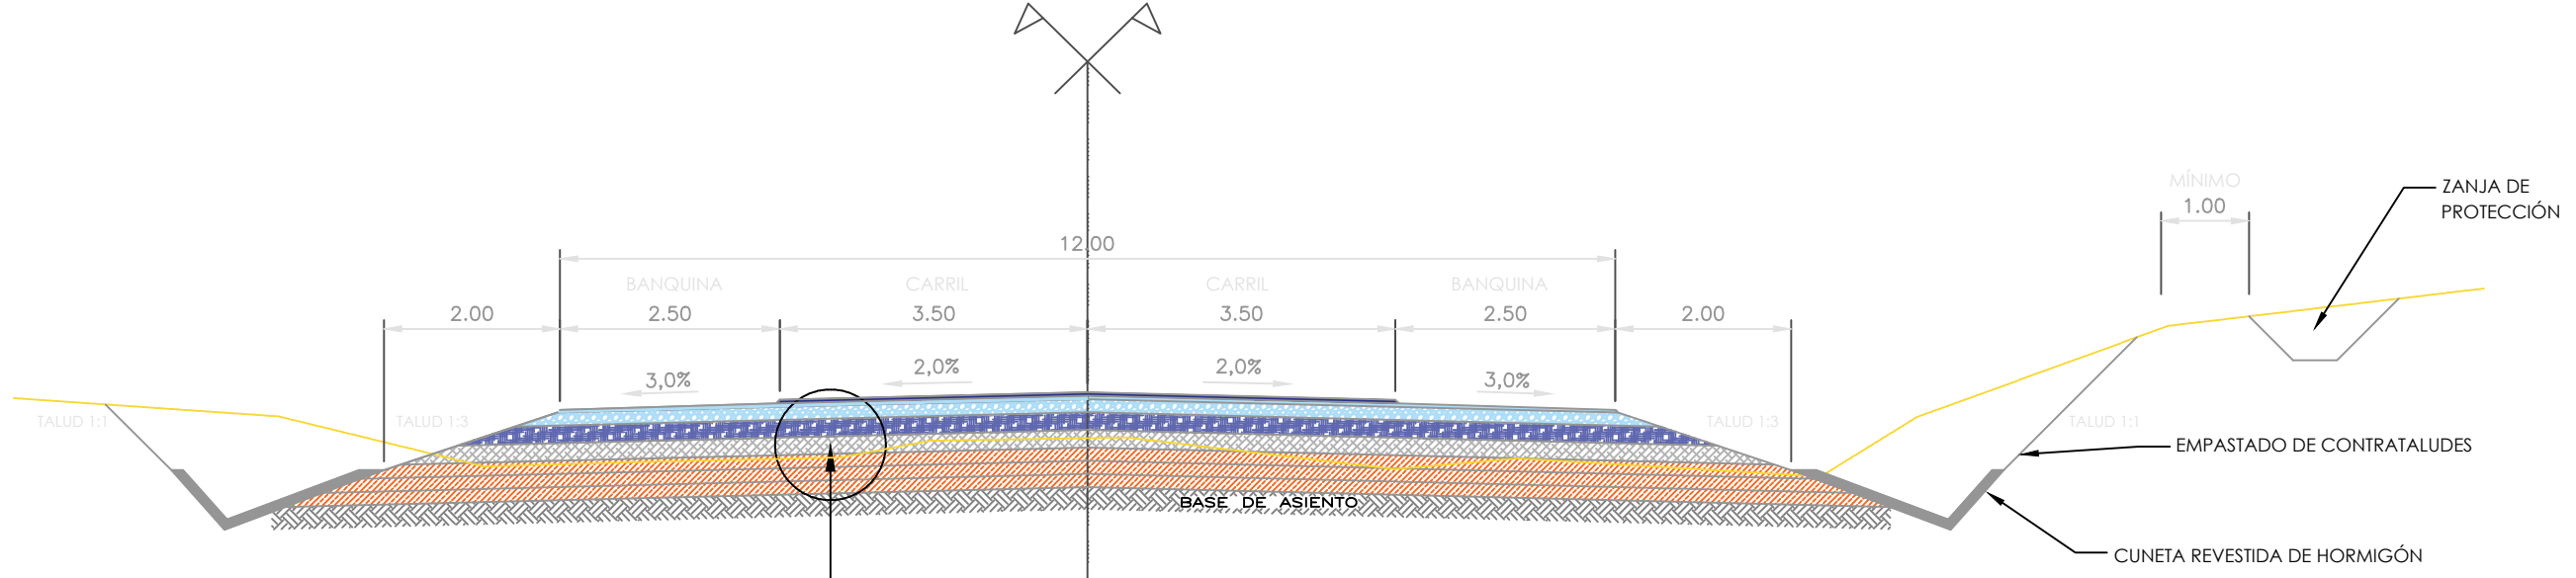 MÍNIMO
1.00
ZANJA DE
PROTECCIÓN
12.00
BANQUINA CARRIL CARRIL BANQUINA
2.00 2.50 3.50 3.50 2.50 2.00
3,0% 2,0% 2,0% 3,0%
TALUD 1:1 TALUD 1:3 TALUD 1:3 TALUD 1:1
EMPASTADO DE CONTRATALUDES
BASE DE ASIENTO
CUNETA REVESTIDA DE HORMIGÓN